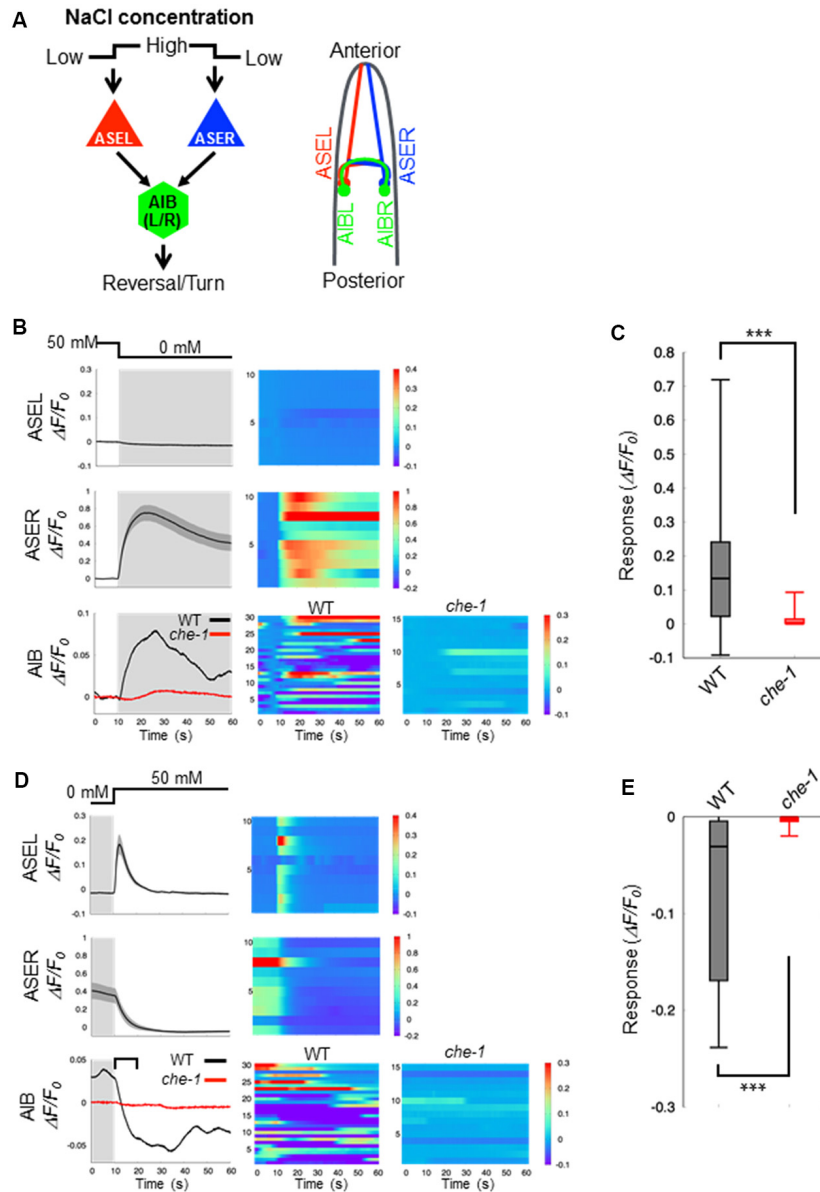 A
NaCl concentration
Low
High
Low
ASEL
ASER
AIB
(L/R)
Reversal/Turn
Anterior
ASEL
ASER
AIBL
AIBR
Posterior
B
50 mM
0 mM
ASEL
ΔF/F0
0.3
0.2
0.1
0
-0.1
10
5
0.4
0.3
0.2
0.1
0
-0.1
-0.2
ASER
ΔF/F0
1
0.8
0.6
0.4
0.2
0
10
5
1
0.8
0.6
0.4
0.2
0
-0.2
AIB
ΔF/F0
0.1
0.05
0
WT
che-1
0 10 20 30 40 50 60
Time (s)
WT
30
25
20
15
10
5
0 10 20 30 40 50 60
Time (s)
che-1
15
10
5
0 10 20 30 40 50 60
Time (s)
0.3
0.2
0.1
0
-0.1
C
***
Response (ΔF/F0)
0.8
0.7
0.6
0.5
0.4
0.3
0.2
0.1
0
-0.1
WT
che-1
D
0 mM
50 mM
ASEL
ΔF/F0
0.3
0.2
0.1
0
-0.1
10
5
0.4
0.3
0.2
0.1
0
-0.1
-0.2
ASER
ΔF/F0
1
0.8
0.6
0.4
0.2
0
10
5
1
0.8
0.6
0.4
0.2
0
-0.2
AIB
ΔF/F0
0.05
0
-0.05
WT
che-1
0 10 20 30 40 50 60
Time (s)
WT
30
25
20
15
10
5
0 10 20 30 40 50 60
Time (s)
che-1
15
10
5
0 10 20 30 40 50 60
Time (s)
0.3
0.2
0.1
0
-0.1
E
WT
che-1
Response (ΔF/F0)
0
-0.1
-0.2
-0.3
***